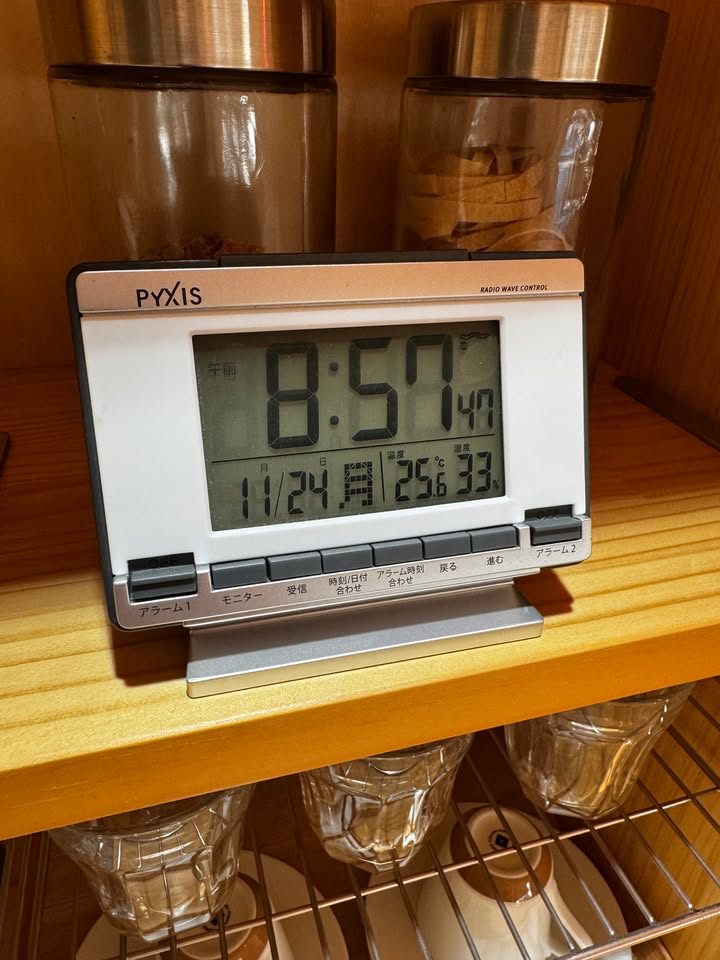 PYXIS
RADIO WAVE CONTROL
午前
8:57 47
月 日 温度 湿度
11/24 月 25.6 °C 33 %
OFF
OFF
アラーム1
モニター
受信
時刻/日付
合わせ
アラーム時刻
合わせ
戻る
進む
アラーム2